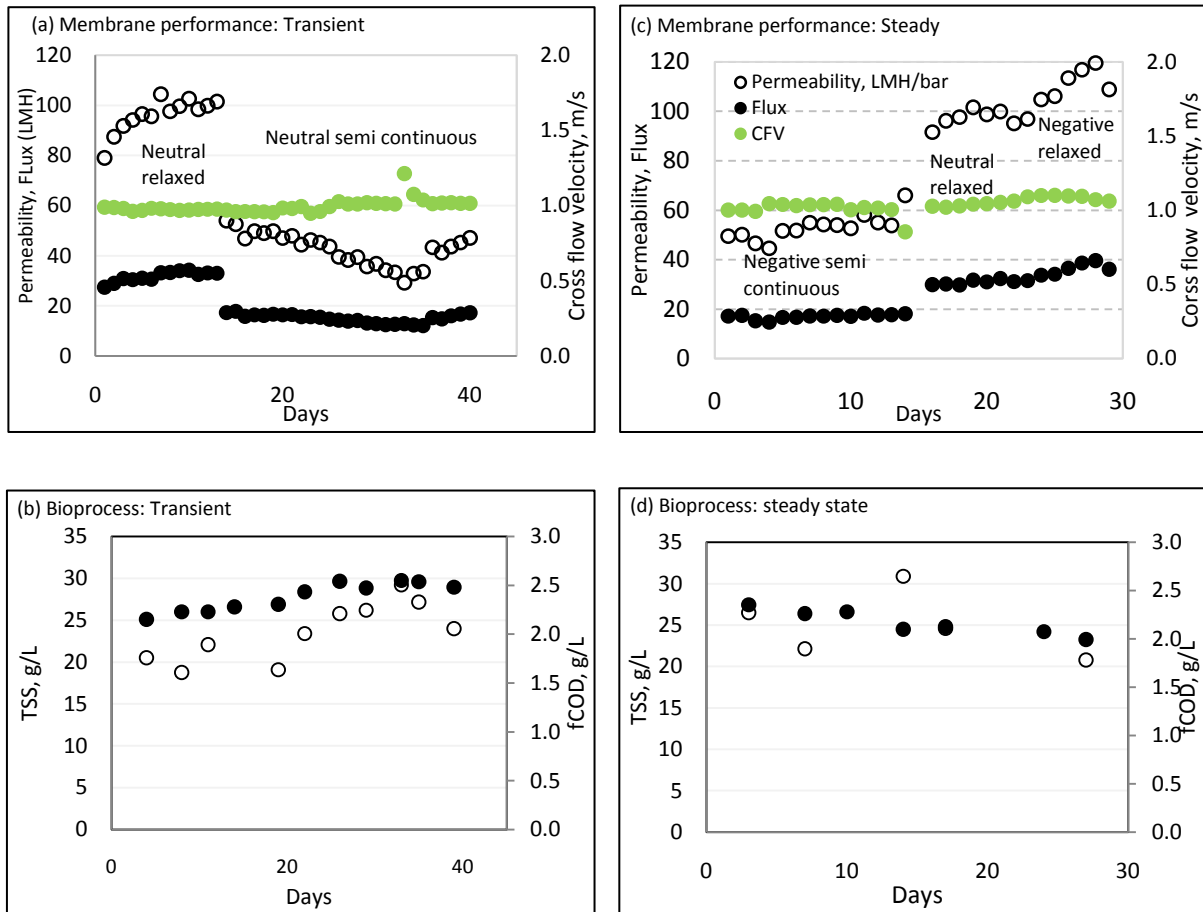 (a) Membrane performance: Transient
120
100
80
60
40
20
0
Permeability, FLux (LMH)
2.0
1.5
1.0
0.5
0.0
Cross flow velocity, m/s
Neutral semi continuous
Neutral
relaxed
0
20
40
Days
(c) Membrane performance: Steady
120
100
80
60
40
20
0
Permeability, Flux
2.0
1.5
1.0
0.5
0.0
Corss flow velocity, m/s
Permeability, LMH/bar
Flux
CFV
Negative
relaxed
Neutral
relaxed
Negative semi
continuous
0
10
20
30
Days
(b) Bioprocess: Transient
35
30
25
20
15
10
5
0
TSS, g/L
3.0
2.5
2.0
1.5
1.0
0.5
0.0
fCOD, g/L
0
20
40
Days
(d) Bioprocess: steady state
35
30
25
20
15
10
5
0
TSS, g/L
3.0
2.5
2.0
1.5
1.0
0.5
0.0
fCOD, g/L
0
10
20
30
Days